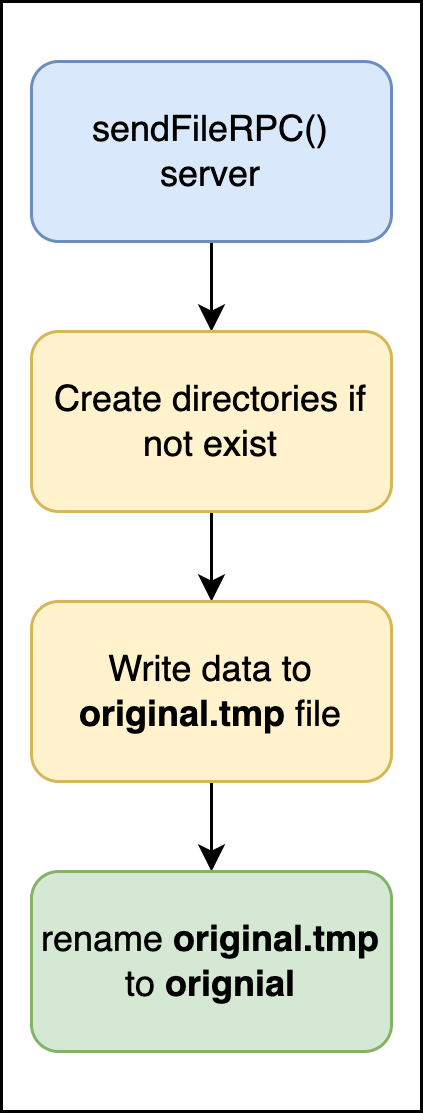 sendFileRPC()
server
Create directories if
not exist
Write data to
original.tmp file
rename original.tmp
to orignial